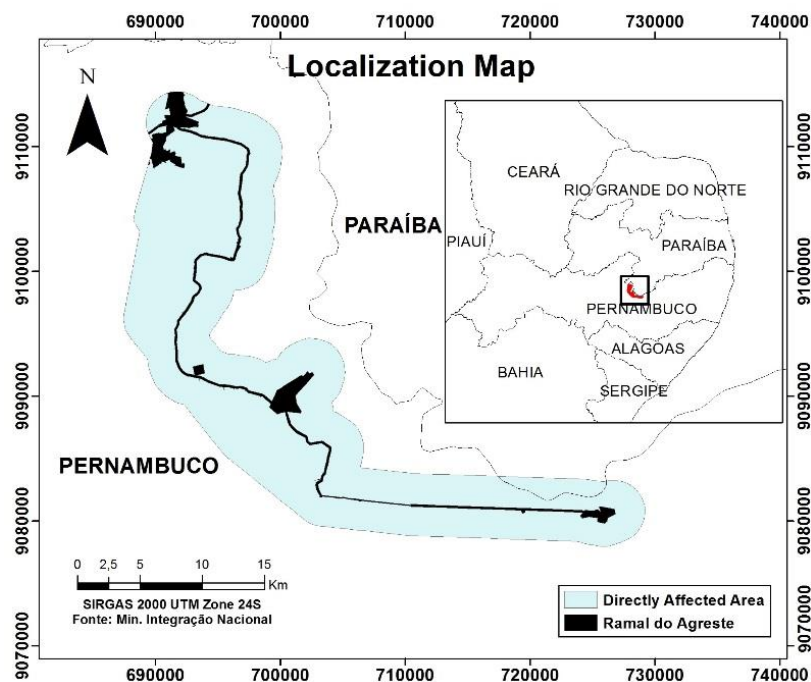 690000 700000 710000 720000 730000 740000
Localization Map
N
9110000
9100000
9090000
9080000
9070000
PARAÍBA
PERNAMBUCO
CEARÁ
RIO GRANDE DO NORTE
PIAUÍ
PARAÍBA
PERNAMBUCO
ALAGOAS
BAHIA
SERGIPE
9110000
9100000
9090000
9080000
9070000
0 2,5 5 10 15
Km
SIRGAS 2000 UTM Zone 24S
Fonte: Min. Integração Nacional
Directly Affected Area
Ramal do Agreste
690000 700000 710000 720000 730000 740000